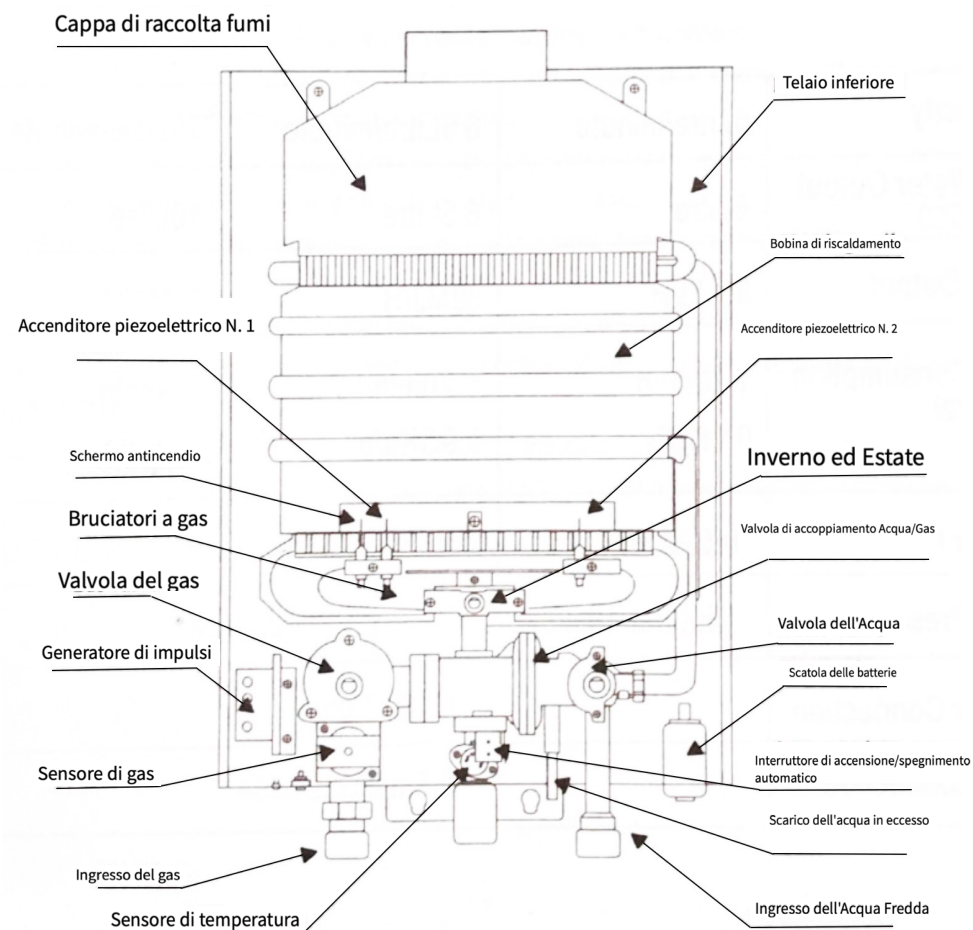 Cappa di raccolta fumi
Telaio inferiore
Bobina di riscaldamento
Accenditore piezoelettrico N. 1
Accenditore piezoelettrico N. 2
Schermo antincendio
Inverno ed Estate
Bruciatori a gas
Valvola di accoppiamento Acqua/Gas
Valvola del gas
Valvola dell'Acqua
Generatore di impulsi
Scatola delle batterie
Sensore di gas
Interruttore di accensione/spegnimento
automatico
Scarico dell'acqua in eccesso
Ingresso del gas
Ingresso dell'Acqua Fredda
Sensore di temperatura